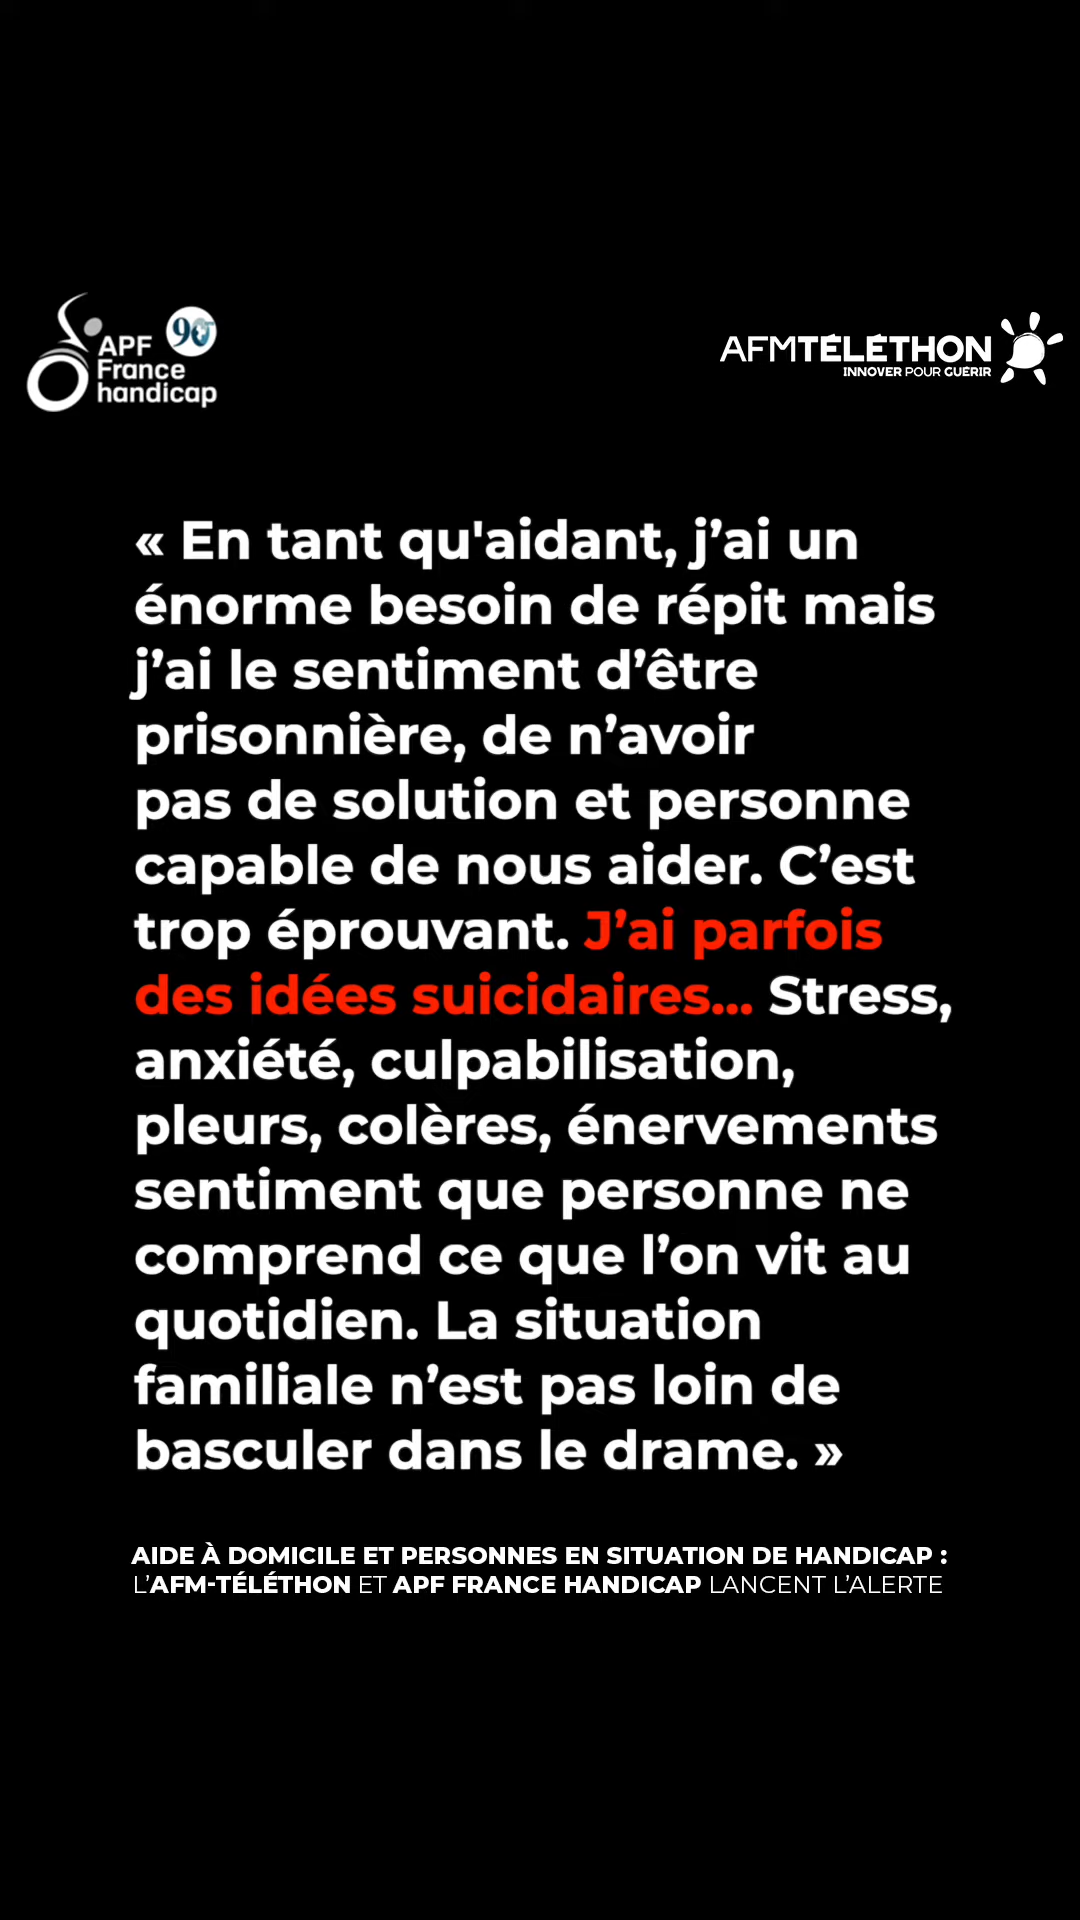 APF
France
handicap
90
AFMTÉLÉTHON
INNOVER POUR GUÉRIR
« En tant qu'aidant, j’ai un
énorme besoin de répit mais
j’ai le sentiment d’être
prisonnière, de n’avoir
pas de solution et personne
capable de nous aider. C’est
trop éprouvant. J’ai parfois
des idées suicidaires... Stress,
anxiété, culpabilisation,
pleurs, colères, énervements
sentiment que personne ne
comprend ce que l’on vit au
quotidien. La situation
familiale n’est pas loin de
basculer dans le drame. »
AIDE À DOMICILE ET PERSONNES EN SITUATION DE HANDICAP :
L’AFM-TÉLÉTHON ET APF FRANCE HANDICAP LANCENT L’ALERTE